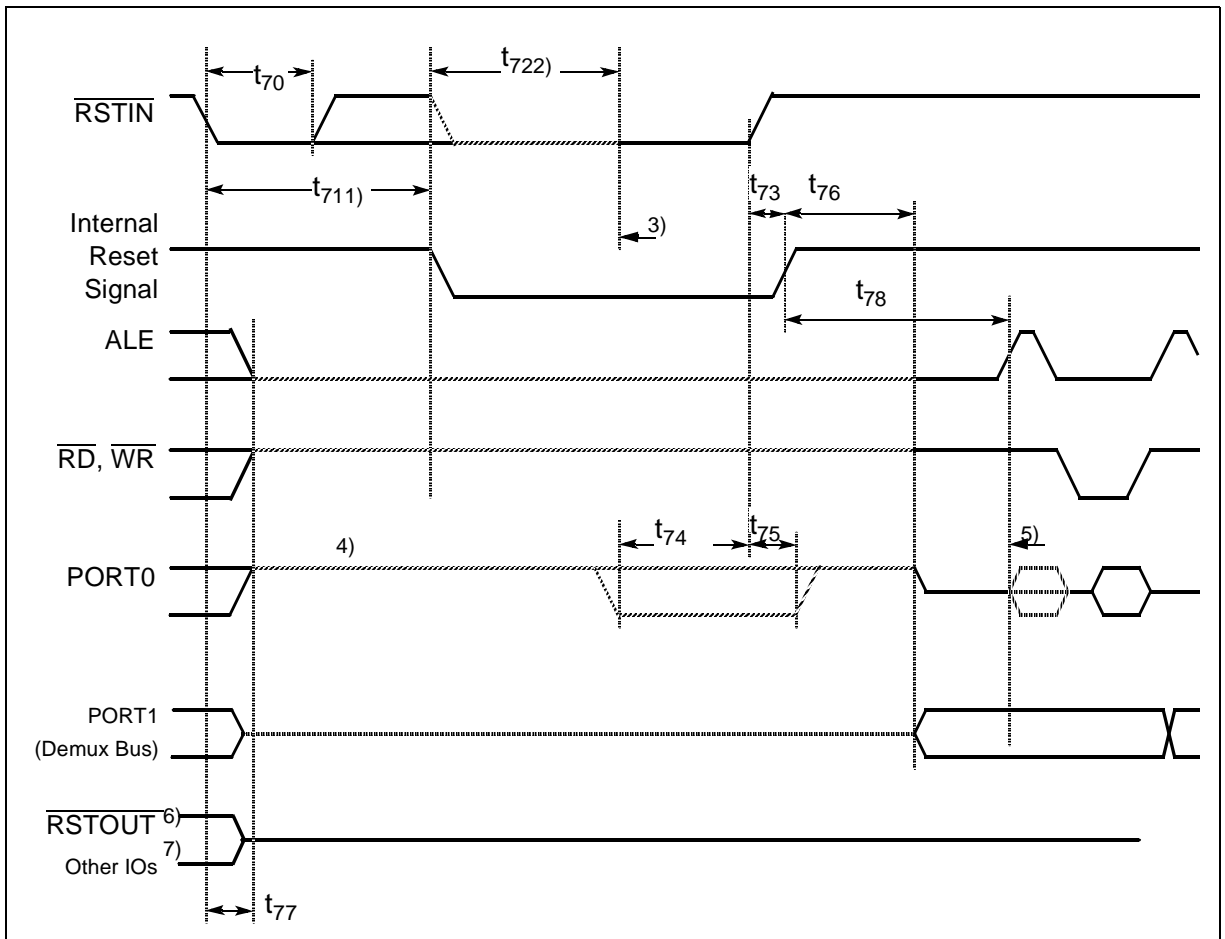 t70
t722)
RSTIN
t711)
t73 t76
Internal
Reset
Signal
3)
t78
ALE
RD, WR
t74
t75
5)
4)
PORT0
PORT1
(Demux Bus)
RSTOUT 6)
Other IOs 7)
t77